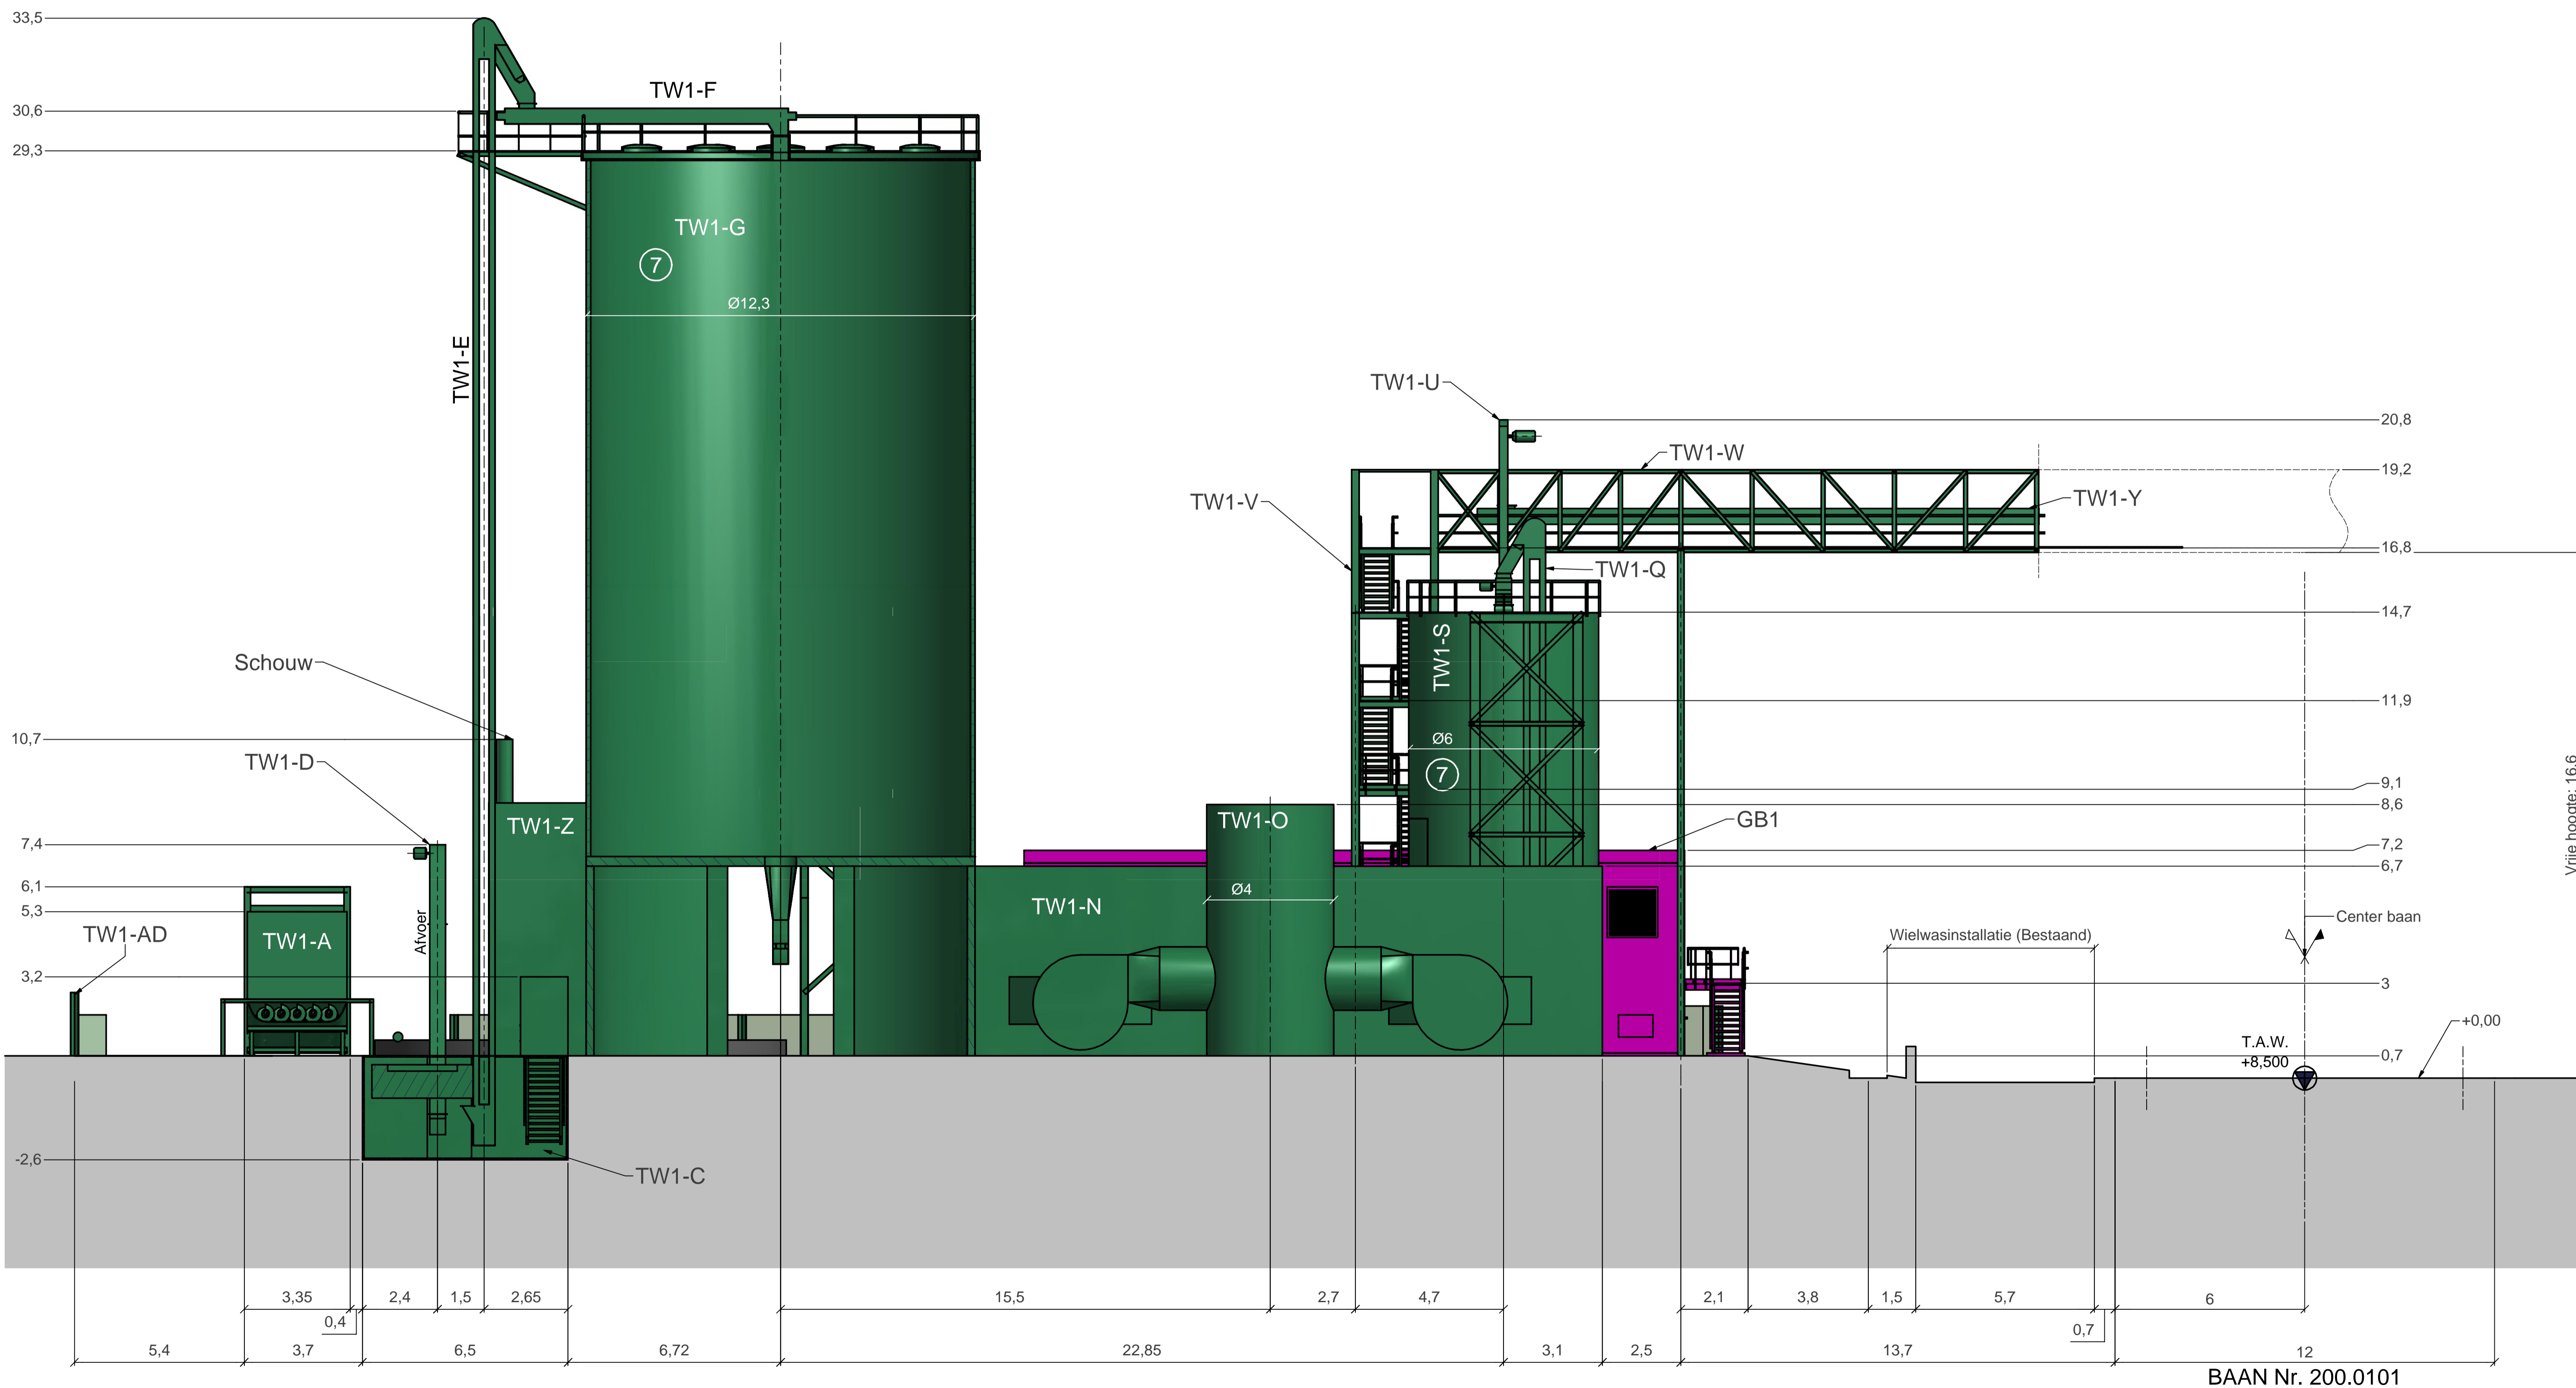 33,5
TW1-F
30,6
29,3
TW1-G
7
Ø12,3
TW1-E
TW1-U
20,8
TW1-W
19,2
TW1-V
TW1-Y
16,8
TW1-Q
14,7
TW1-S
Schouw
11,9
10,7
Ø6
TW1-D
7
9,1
8,6
Vrije hoogte: 16,6
TW1-Z
TW1-O
GB1
7,4
7,2
6,7
6,1
Ø4
5,3
TW1-N
Afvoer
Center baan
TW1-AD
TW1-A
Wielwasinstallatie (Bestaand)
3,2
3
+0,00
T.A.W.
+8,500
0,7
-2,6
TW1-C
3,35
2,4
1,5
2,65
15,5
2,7
4,7
2,1
3,8
1,5
5,7
6
0,4
0,7
5,4
3,7
6,5
6,72
22,85
3,1
2,5
13,7
12
BAAN Nr. 200.0101